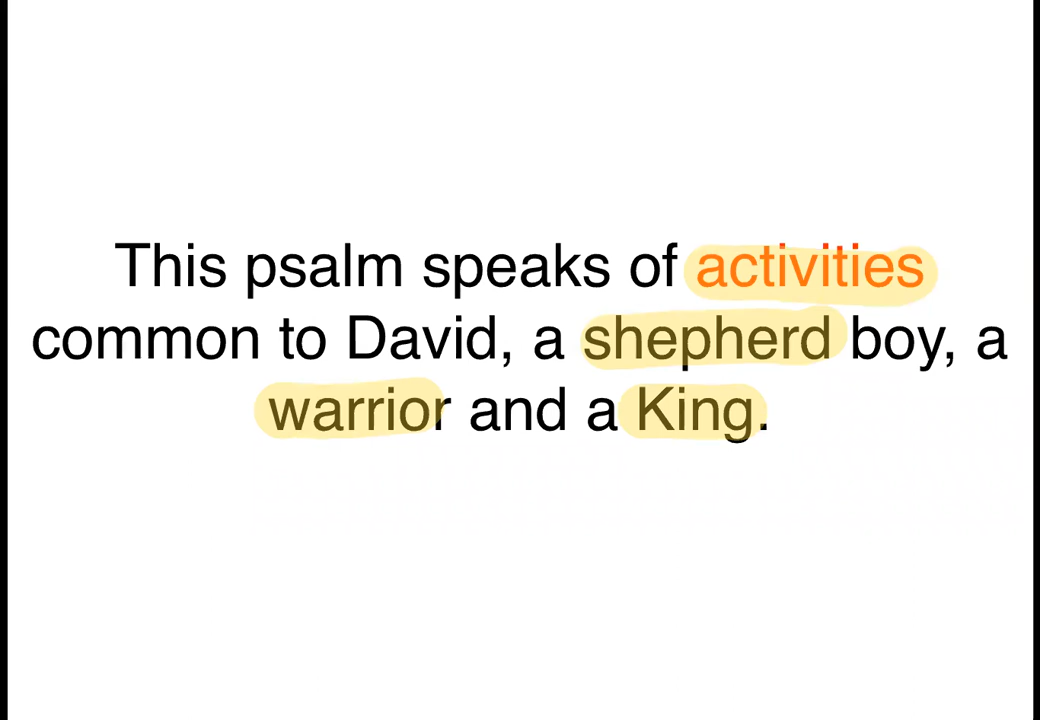 This psalm speaks of activities
common to David, a shepherd boy, a
warrior and a King.